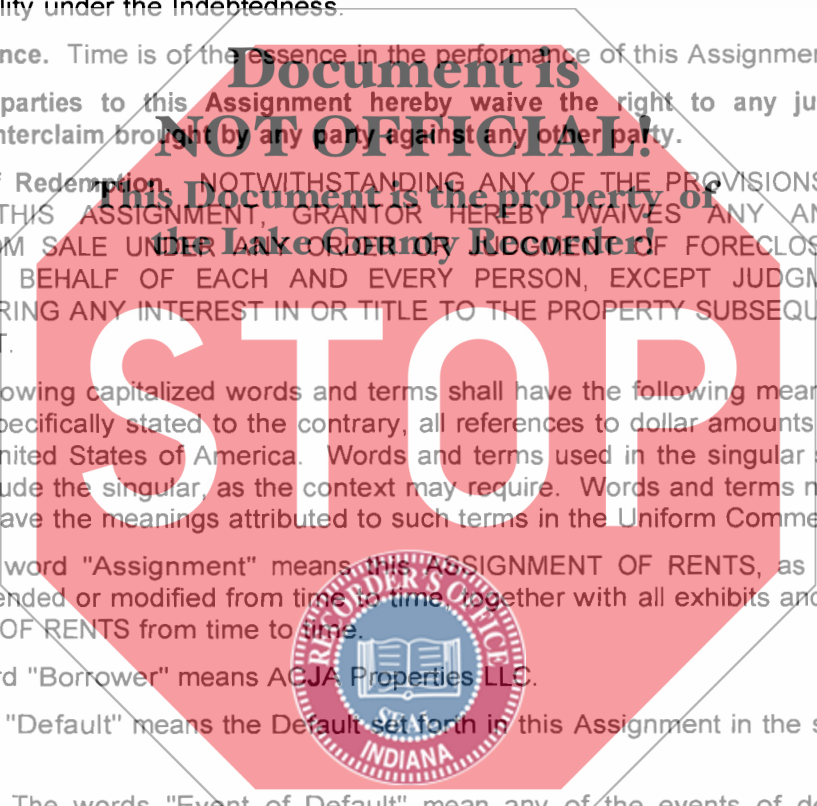 lity under the Indebtedness.
nce. Time is of the essence in the performance of this Assignmen
Document is
parties to this Assignment hereby waive the right to any ju
nterclaim brought by any party against any other party.
NOT OFFICIAL!
f Redemption. NOTWITHSTANDING ANY OF THE PROVISIONS
This Document is the property of
THIS ASSIGNMENT, GRANTOR HEREBY WAIVES ANY AN
OM SALE UNDER ANY ORDER OR JUDGMENT OF FORECLOS
the Lake County Recorder!
BEHALF OF EACH AND EVERY PERSON, EXCEPT JUDGM
RING ANY INTEREST IN OR TITLE TO THE PROPERTY SUBSEQU
T.
STOP
owing capitalized words and terms shall have the following mean
pecifically stated to the contrary, all references to dollar amounts
nited States of America. Words and terms used in the singular s
ude the singular, as the context may require. Words and terms n
ave the meanings attributed to such terms in the Uniform Comme
word "Assignment" means this ASSIGNMENT OF RENTS, as
ended or modified from time to time, together with all exhibits and
OF RENTS from time to time.
rd "Borrower" means ACJA Properties LLC.
"Default" means the Default set forth in this Assignment in the s
RECORDER'S OFFICE
SEAL
INDIANA
The words "Event of Default" mean any of the events of d